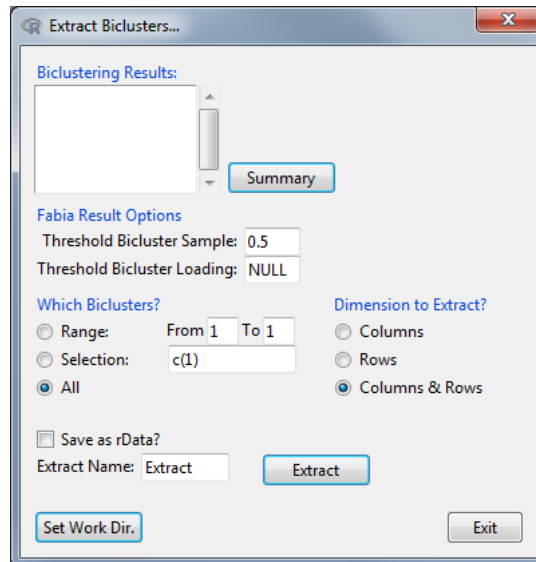 Extract Biclusters...
Biclustering Results:
Summary
Fabia Result Options
Threshold Bicluster Sample: 0.5
Threshold Bicluster Loading: NULL
Which Biclusters? Dimension to Extract?
Range: From 1 To 1 Columns
Selection: c(1) Rows
All Columns & Rows
Save as rData?
Extract Name: Extract Extract
Set Work Dir. Exit